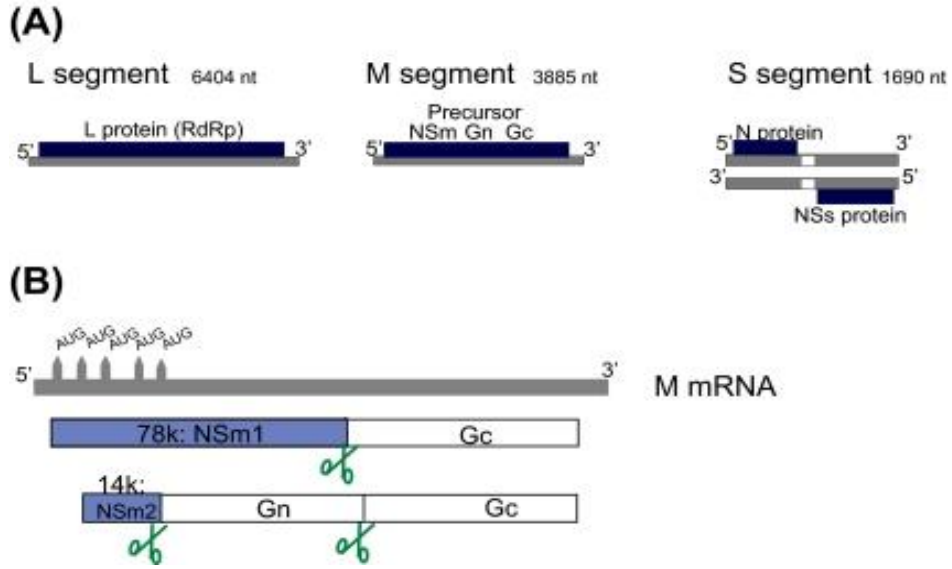 (A)
L segment 6404 nt
M segment 3885 nt
S segment 1690 nt
L protein (RdRp)
5' 3'
Precursor
NSm Gn Gc
5' 3'
N protein
5' 3'
3' 5'
NSs protein
(B)
AUG AUG AUG AUG AUG
5' 3'
M mRNA
78k: NSm1 Gc
14k:
NSm2 Gn Gc